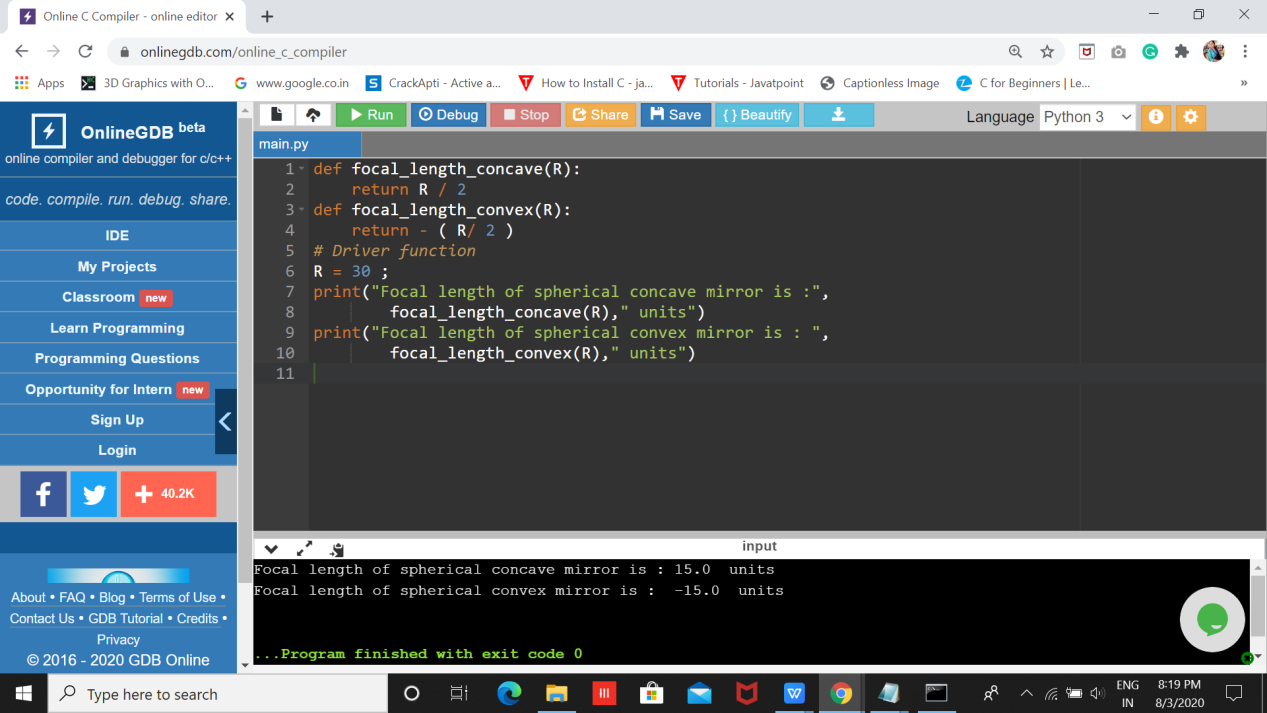 Online C Compiler - online editor
onlinegdb.com/online_c_compiler
Apps 3D Graphics with O... www.google.co.in CrackApti - Active a... How to Install C - ja... Tutorials - Javatpoint Captionless Image C for Beginners | Le... »
OnlineGDB beta
online compiler and debugger for c/c++
code. compile. run. debug. share.
IDE
My Projects
Classroom new
Learn Programming
Programming Questions
Opportunity for Intern new
Sign Up
Login
40.2K
About • FAQ • Blog • Terms of Use •
Contact Us • GDB Tutorial • Credits •
Privacy
© 2016 - 2020 GDB Online
Run Debug Stop Share Save { } Beautify Language Python 3
main.py
1 def focal_length_concave(R):
2     return R / 2
3 def focal_length_convex(R):
4     return - ( R/ 2 )
5 # Driver function
6 R = 30 ;
7 print("Focal length of spherical concave mirror is :",
8         focal_length_concave(R)," units")
9 print("Focal length of spherical convex mirror is : ",
10         focal_length_convex(R)," units")
11
input
Focal length of spherical concave mirror is : 15.0  units
Focal length of spherical convex mirror is :  -15.0  units
...Program finished with exit code 0
Type here to search
ENG
IN
8:19 PM
8/3/2020